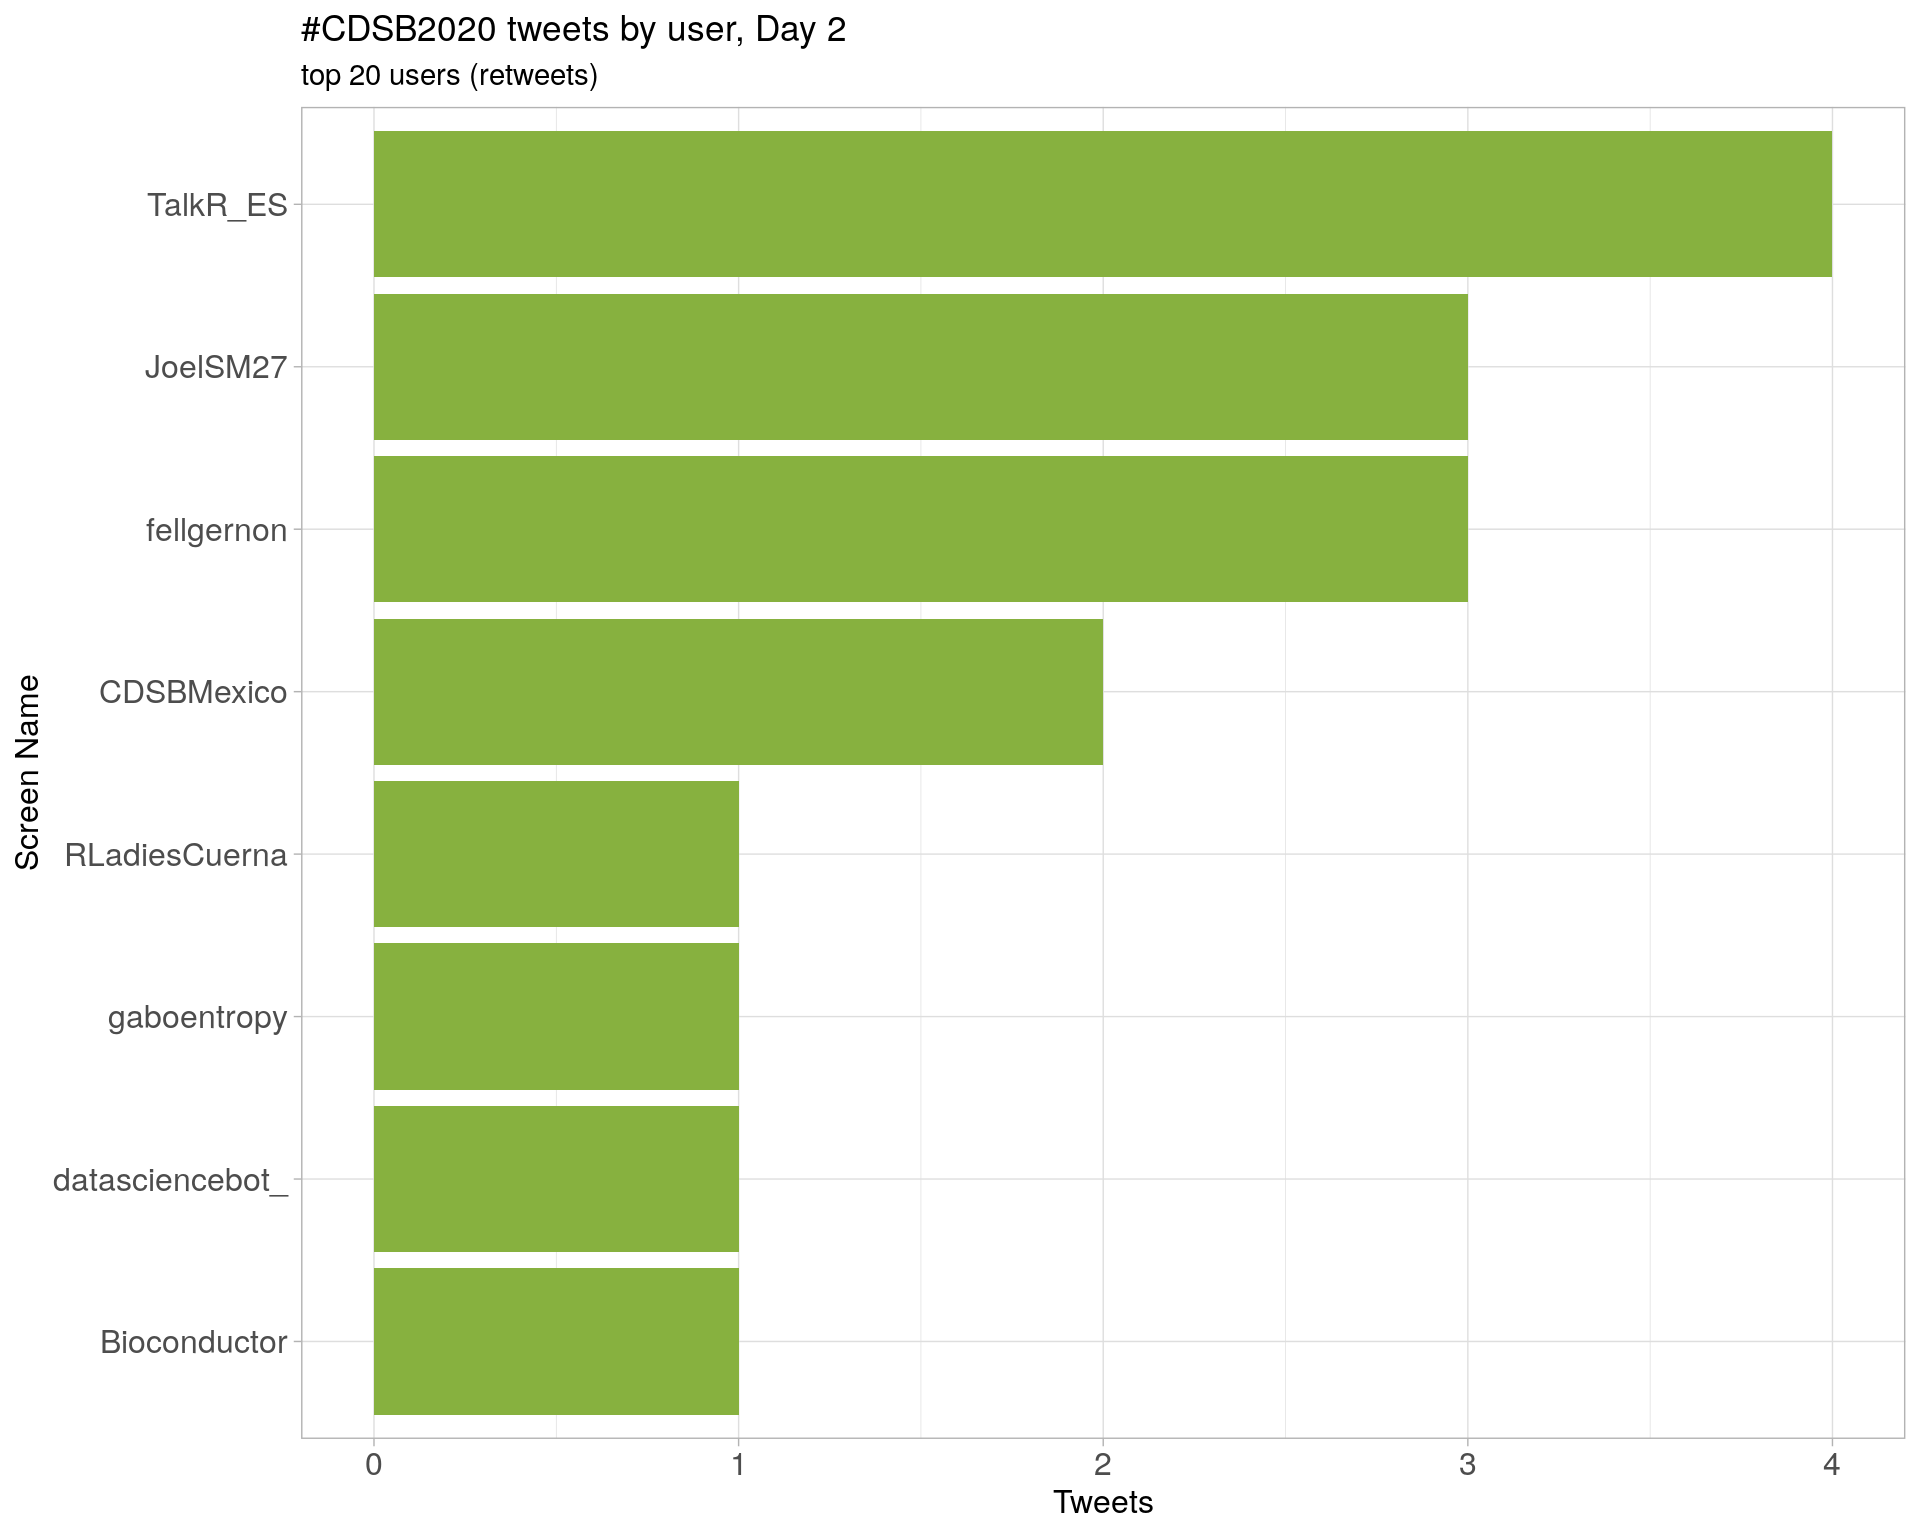 #CDSB2020 tweets by user, Day 2
top 20 users (retweets)
Screen Name
TalkR_ES
JoelSM27
fellgernon
CDSBMexico
RLadiesCuerna
gaboentropy
datasciencebot_
Bioconductor
0 1 2 3 4
Tweets